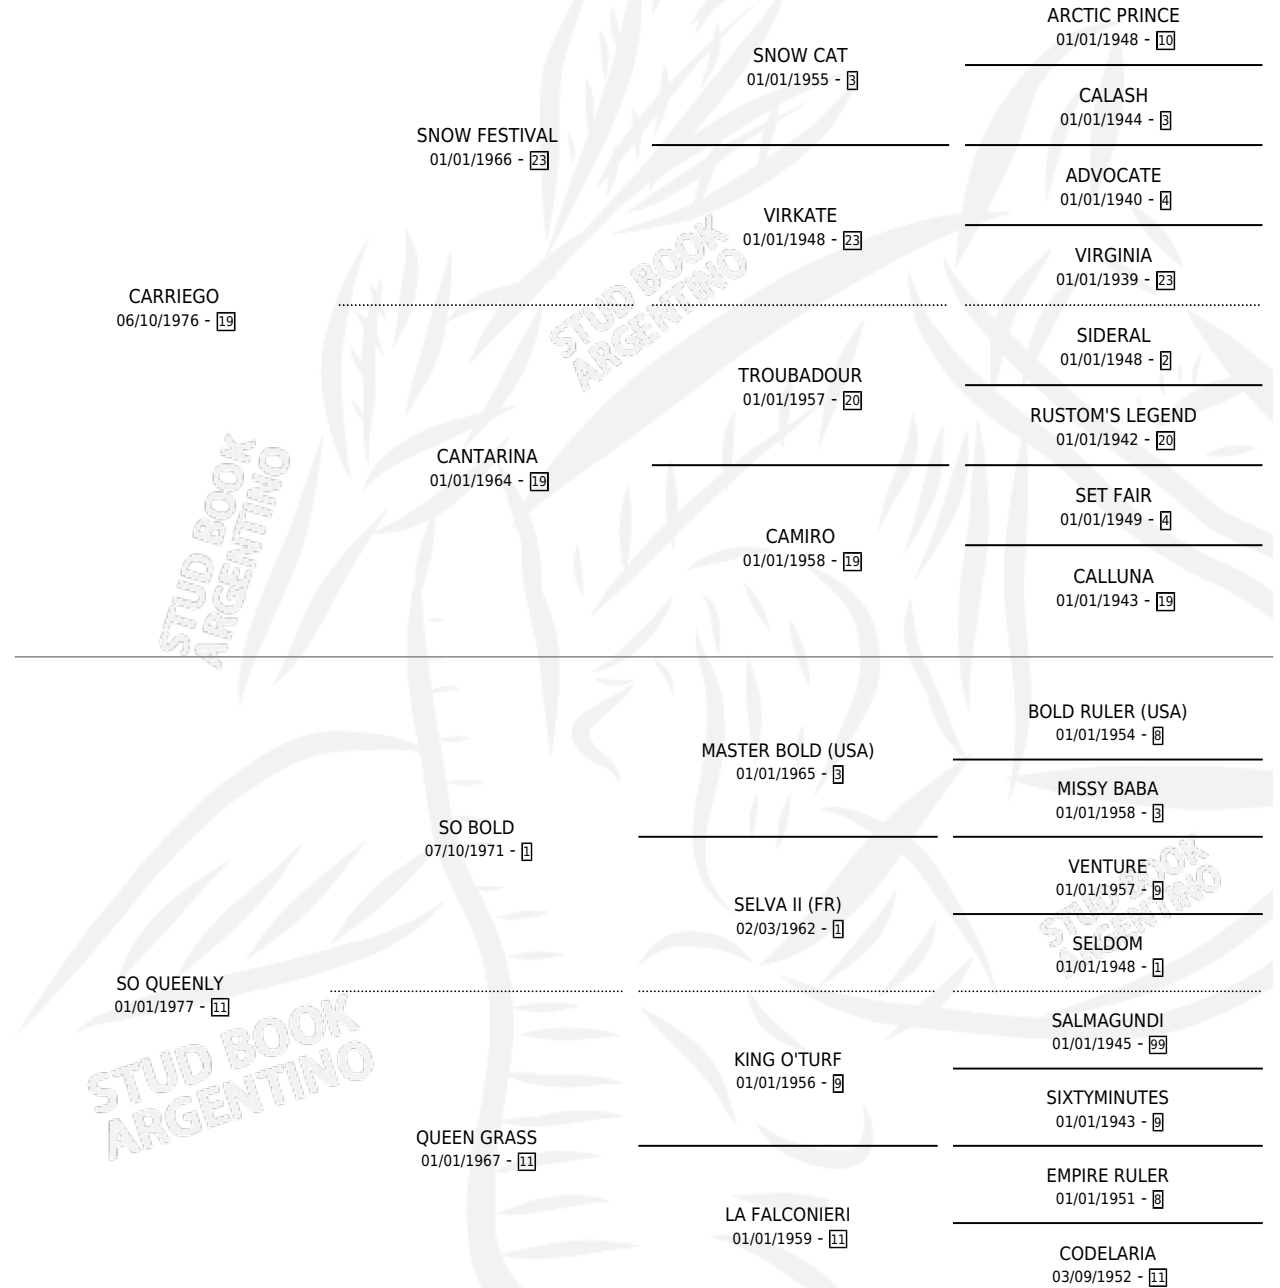 ARCTIC PRINCE
01/01/1948 - 10
SNOW CAT
01/01/1955 - 3
CALASH
01/01/1944 - 3
SNOW FESTIVAL
01/01/1966 - 23
ADVOCATE
01/01/1940 - 4
VIRKATE
01/01/1948 - 23
VIRGINIA
01/01/1939 - 23
CARRIEGO
06/10/1976 - 19
SIDERAL
01/01/1948 - 2
TROUBADOUR
01/01/1957 - 20
RUSTOM'S LEGEND
01/01/1942 - 20
CANTARINA
01/01/1964 - 19
SET FAIR
01/01/1949 - 4
CAMIRO
01/01/1958 - 19
CALLUNA
01/01/1943 - 19
STUD BOOK
ARGENTINO
STUD BOOK
ARGENTINO
BOLD RULER (USA)
01/01/1954 - 8
MASTER BOLD (USA)
01/01/1965 - 3
MISSY BABA
01/01/1958 - 3
SO BOLD
07/10/1971 - 1
VENTURE
01/01/1957 - 9
SELVA II (FR)
02/03/1962 - 1
SELDOM
01/01/1948 - 1
STUD BOOK
ARGENTINO
SO QUEENLY
01/01/1977 - 11
SALMAGUNDI
01/01/1945 - 99
KING O'TURF
01/01/1956 - 9
SIXTYMINUTES
01/01/1943 - 9
QUEEN GRASS
01/01/1967 - 11
EMPIRE RULER
01/01/1951 - 8
LA FALCONIERI
01/01/1959 - 11
CODELARIA
03/09/1952 - 11
STUD BOOK
ARGENTINO